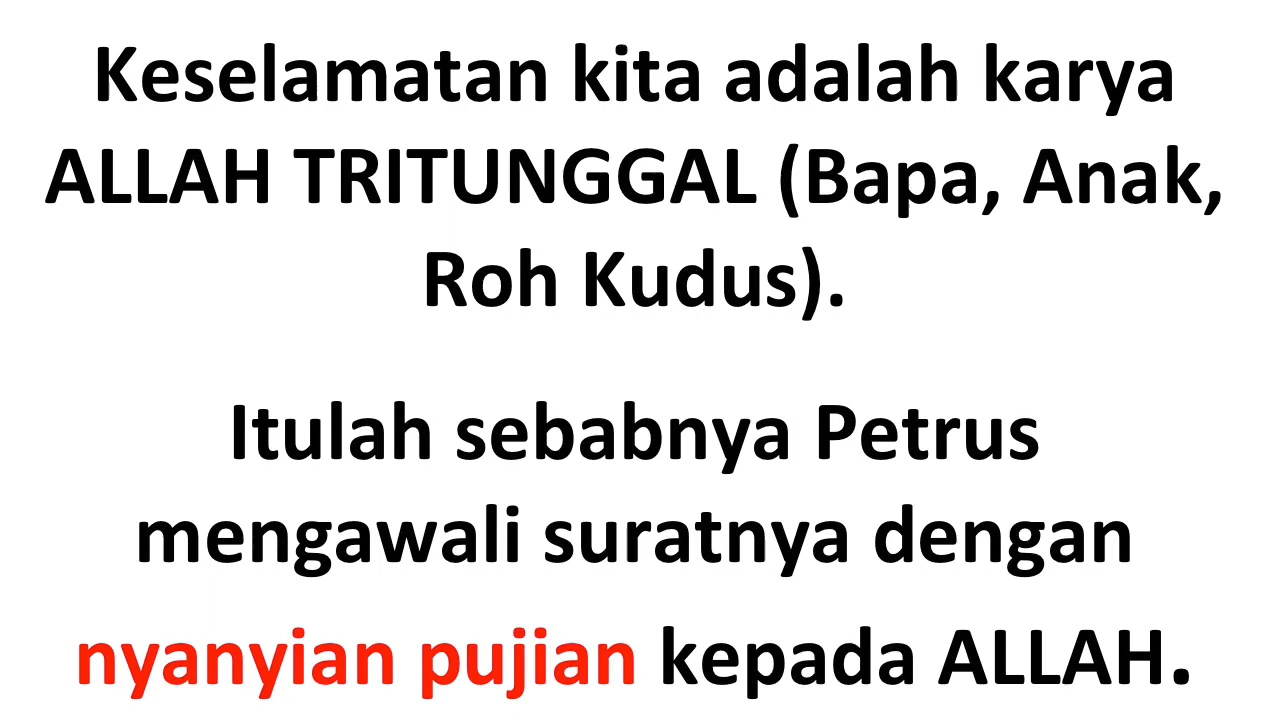 Keselamatan kita adalah karya
ALLAH TRITUNGGAL (Bapa, Anak,
Roh Kudus).
Itulah sebabnya Petrus
mengawali suratnya dengan
nyanyian pujian kepada ALLAH.